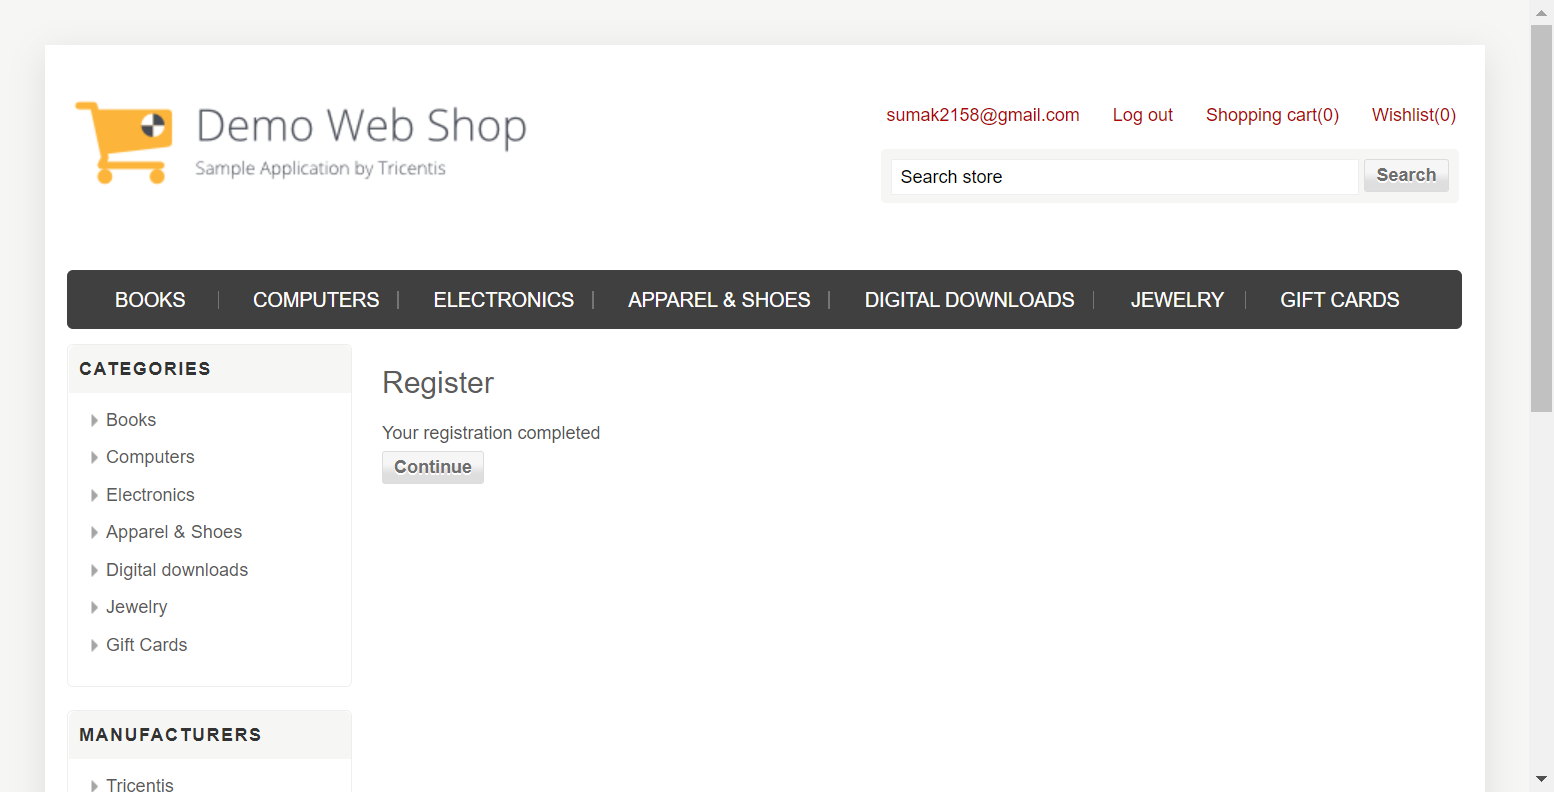 Demo Web Shop
Sample Application by Tricentis
sumak2158@gmail.com Log out Shopping cart(0) Wishlist(0)
Search store Search
BOOKS COMPUTERS ELECTRONICS APPAREL & SHOES DIGITAL DOWNLOADS JEWELRY GIFT CARDS
CATEGORIES
Books
Computers
Electronics
Apparel & Shoes
Digital downloads
Jewelry
Gift Cards
MANUFACTURERS
Tricentis
Register
Your registration completed
Continue